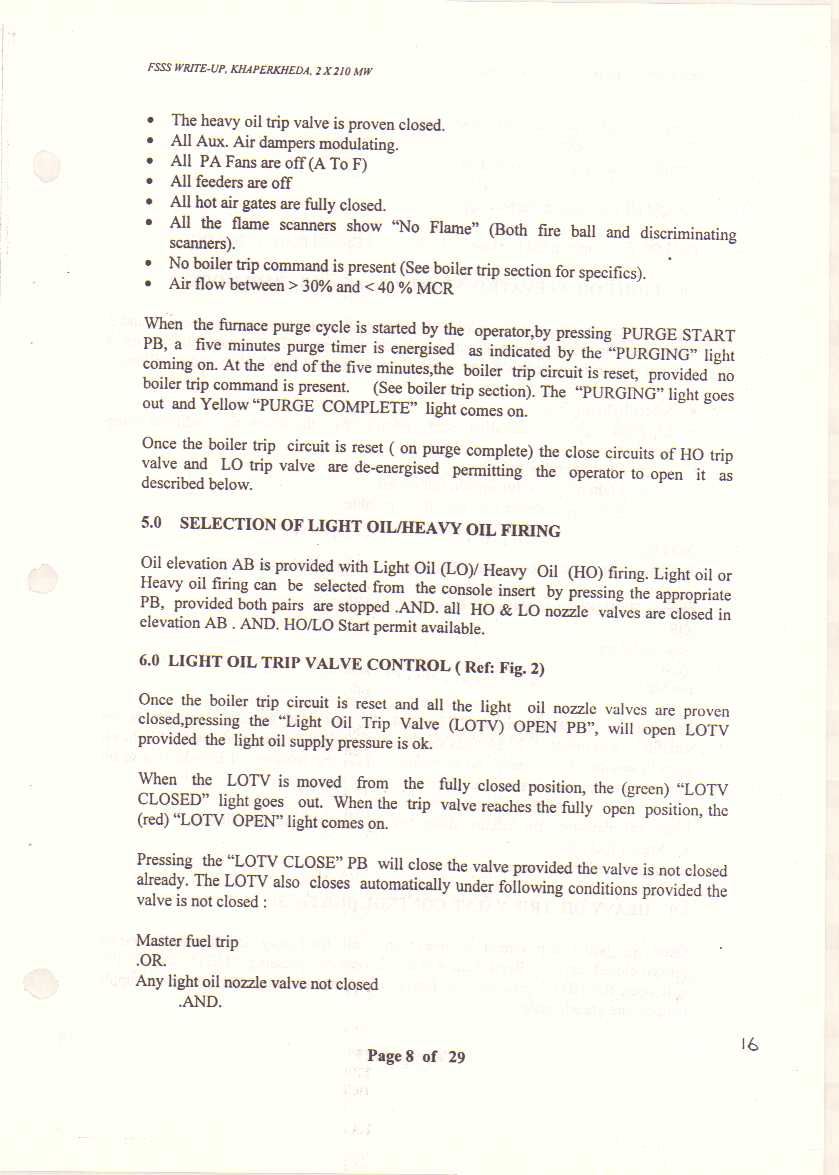 FSSS WRITE-UP, KHAPERKHEDA, 2 X 210 MW
• The heavy oil trip valve is proven closed.
• All Aux. Air dampers modulating.
• All PA Fans are off (A To F)
• All feeders are off
• All hot air gates are fully closed.
• All the flame scanners show “No Flame” (Both fire ball and discriminating
scanners).
• No boiler trip command is present (See boiler trip section for specifics).
• Air flow between > 30% and < 40 % MCR
When the furnace purge cycle is started by the operator,by pressing PURGE START
PB, a five minutes purge timer is energised as indicated by the “PURGING” light
coming on. At the end of the five minutes,the boiler trip circuit is reset, provided no
boiler trip command is present. (See boiler trip section). The “PURGING” light goes
out and Yellow “PURGE COMPLETE” light comes on.
Once the boiler trip circuit is reset ( on purge complete) the close circuits of HO trip
valve and LO trip valve are de-energised permitting the operator to open it as
described below.
5.0 SELECTION OF LIGHT OIL/HEAVY OIL FIRING
Oil elevation AB is provided with Light Oil (LO)/ Heavy Oil (HO) firing. Light oil or
Heavy oil firing can be selected from the console insert by pressing the appropriate
PB, provided both pairs are stopped .AND. all HO & LO nozzle valves are closed in
elevation AB . AND. HO/LO Start permit available.
6.0 LIGHT OIL TRIP VALVE CONTROL ( Ref: Fig. 2)
Once the boiler trip circuit is reset and all the light oil nozzle valves are proven
closed,pressing the “Light Oil Trip Valve (LOTV) OPEN PB”, will open LOTV
provided the light oil supply pressure is ok.
When the LOTV is moved from the fully closed position, the (green) “LOTV
CLOSED” light goes out. When the trip valve reaches the fully open position, the
(red) “LOTV OPEN” light comes on.
Pressing the “LOTV CLOSE” PB will close the valve provided the valve is not closed
already. The LOTV also closes automatically under following conditions provided the
valve is not closed :
Master fuel trip
.OR.
Any light oil nozzle valve not closed
.AND.
Page 8 of 29
16